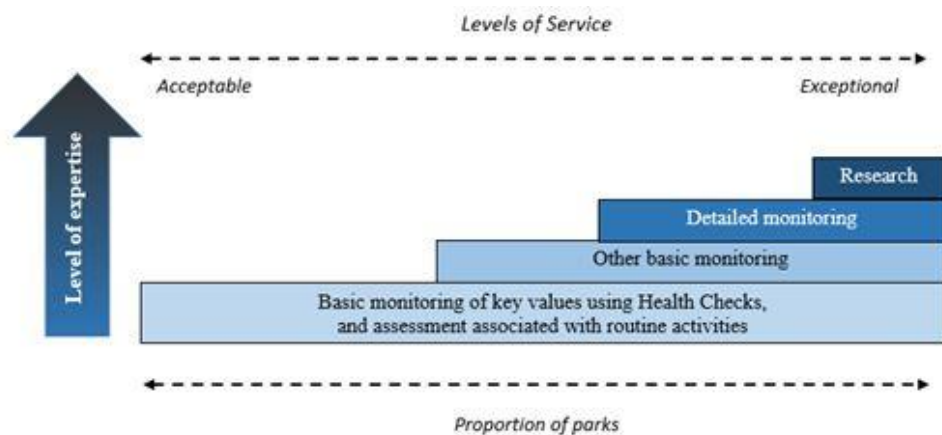 Levels of Service
Acceptable
Exceptional
Level of expertise
Research
Detailed monitoring
Other basic monitoring
Basic monitoring of key values using Health Checks,
and assessment associated with routine activities
Proportion of parks